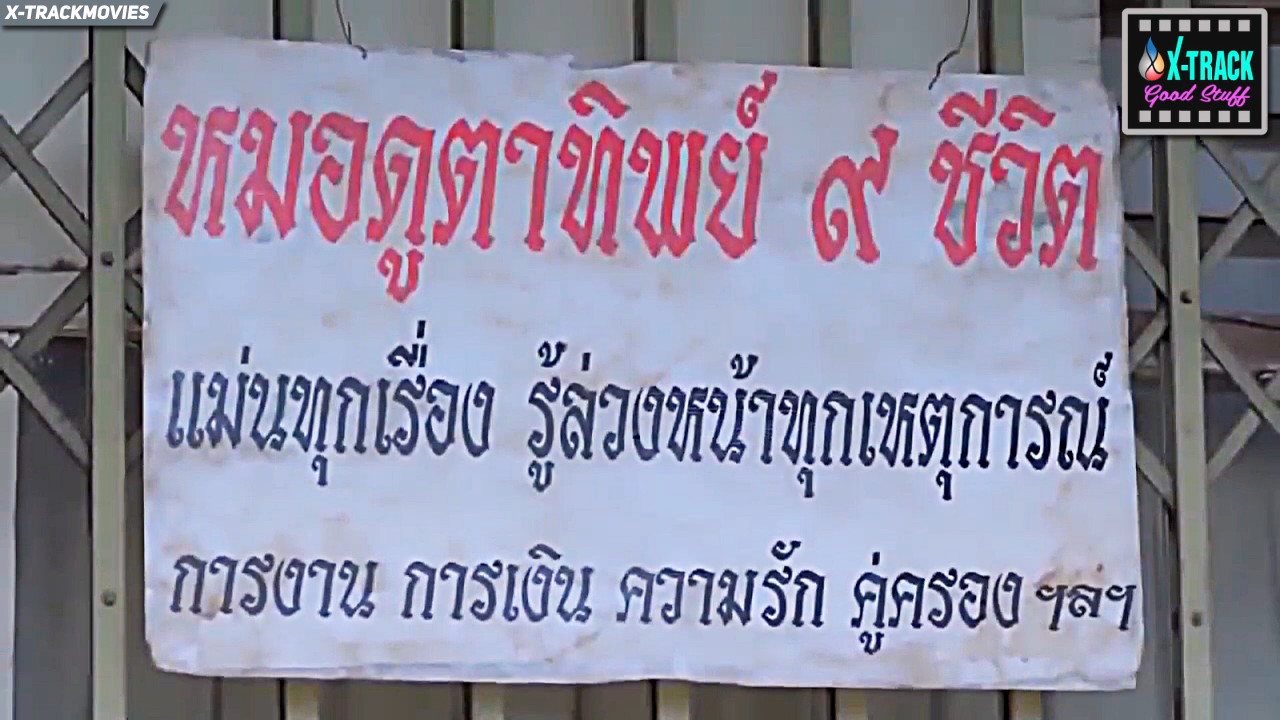 X-TRACKMOVIES
X-TRACK
Good Stuff
หมอดูตาทิพย์ ๙ ชีวิต
แม่นทุกเรื่อง รู้ล่วงหน้าทุกเหตุการณ์
การงาน การเงิน ความรัก คู่ครอง ฯลฯ